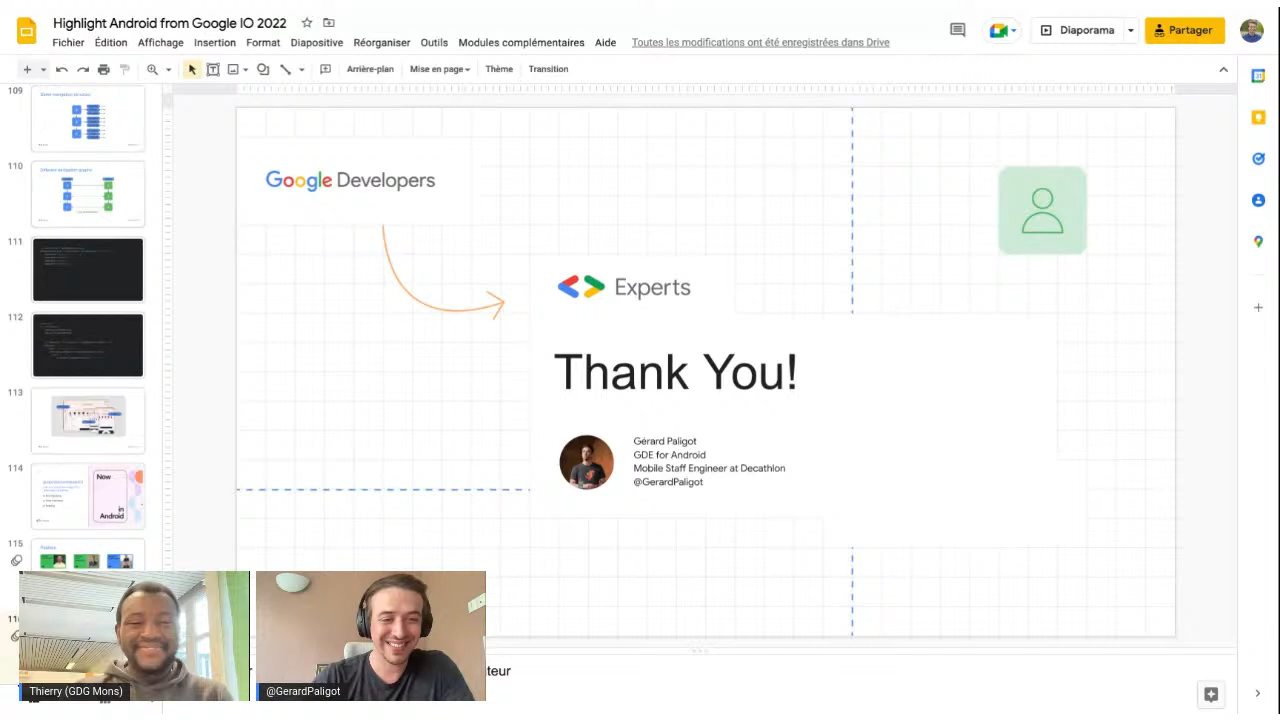 Highlight Android from Google IO 2022
Fichier Édition Affichage Insertion Format Diapositive Réorganiser Outils Modules complémentaires Aide Toutes les modifications ont été enregistrées dans Drive
Diaporama
Partager
Arrière-plan Mise en page Thème Transition
109
110
111
112
113
114
Now
in
Android
115
Google Developers
Experts
Thank You!
Gérard Paligot
GDE for Android
Mobile Staff Engineer at Decathlon
@GerardPaligot
teur
Thierry (GDG Mons)
@GerardPaligot